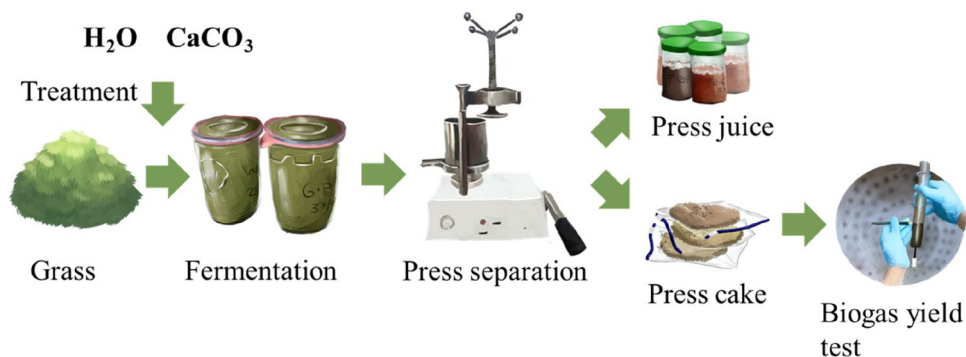 H₂O CaCO₃
Treatment
Grass
Fermentation
Press separation
Press juice
Press cake
Biogas yield
test